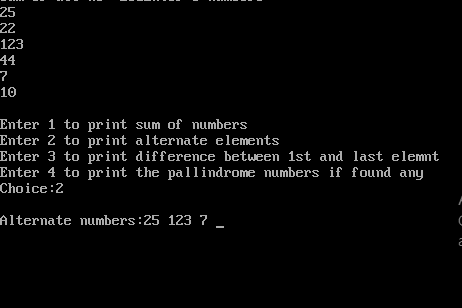 25
22
123
44
7
10
Enter 1 to print sum of numbers
Enter 2 to print alternate elements
Enter 3 to print difference between 1st and last elemnt
Enter 4 to print the pallindrome numbers if found any
Choice:2
Alternate numbers:25 123 7 _